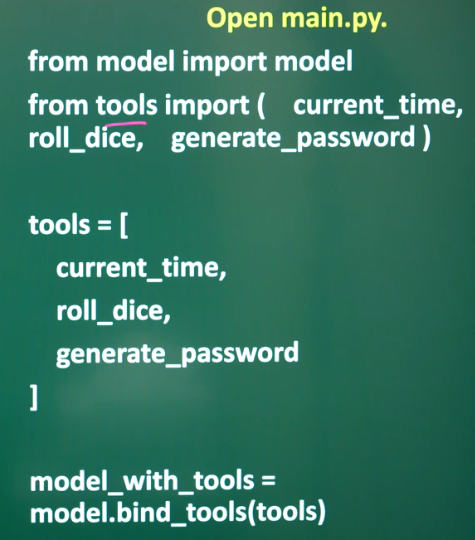 Open main.py.
from model import model
from tools import ( current_time,
roll_dice, generate_password )
tools = [
current_time,
roll_dice,
generate_password
]
model_with_tools =
model.bind_tools(tools)